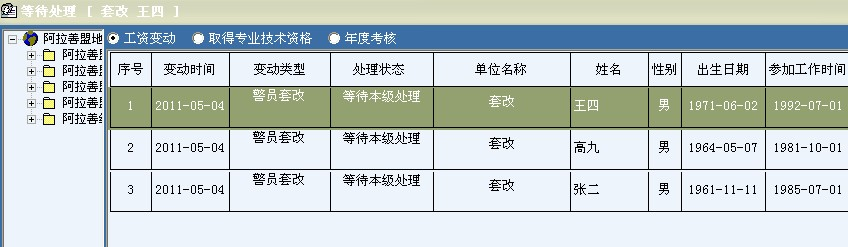 等待处理 [ 套改 王四 ]
阿拉善盟地
阿拉善盟
阿拉善盟
阿拉善盟
阿拉善盟
阿拉善经
工资变动 取得专业技术资格 年度考核
序号 变动时间 变动类型 处理状态 单位名称 姓名 性别 出生日期 参加工作时间
1 2011-05-04 警员套改 等待本级处理 套改 王四 男 1971-06-02 1992-07-01
2 2011-05-04 警员套改 等待本级处理 套改 高九 男 1964-05-07 1981-10-01
3 2011-05-04 警员套改 等待本级处理 套改 张二 男 1961-11-11 1985-07-01